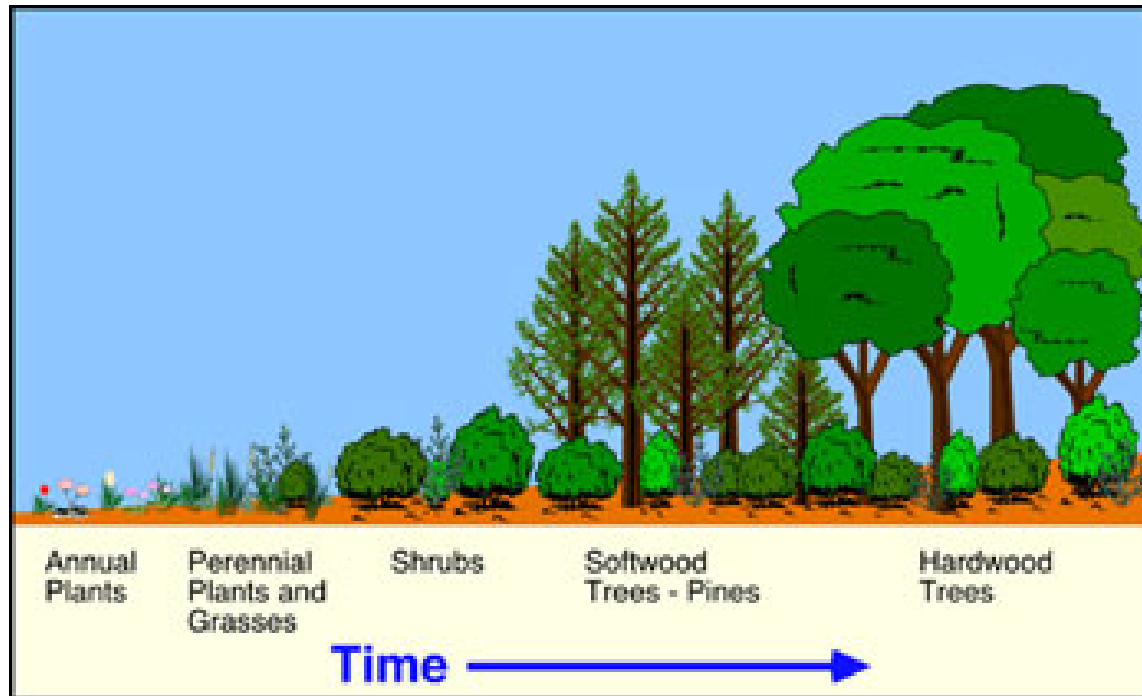 Annual
Plants
Perennial
Plants and
Grasses
Shrubs
Softwood
Trees - Pines
Hardwood
Trees
Time